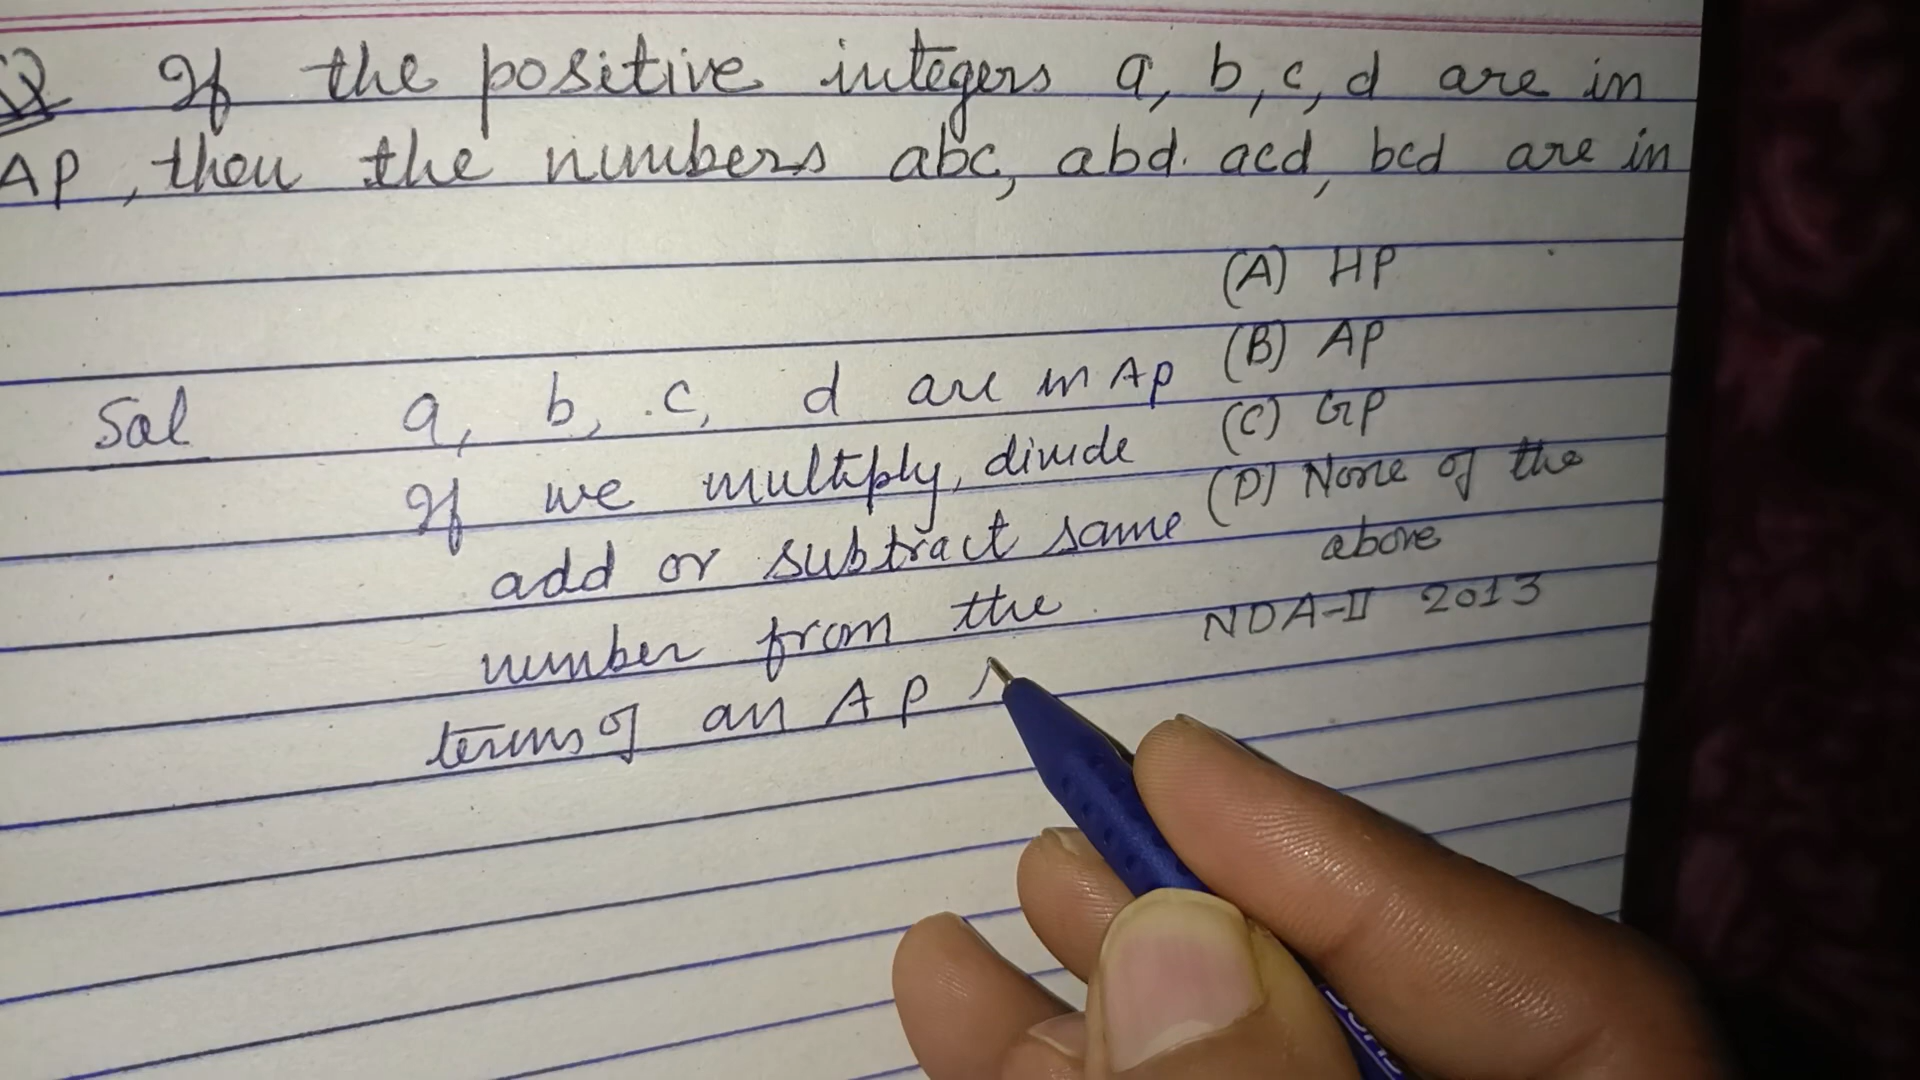 Q If the positive integers a, b, c, d are in
AP, then the numbers abc, abd. acd, bcd are in
(A) HP
(B) AP
(C) GP
(D) None of the
above
NDA-II 2013
Sol a, b, c, d are in AP
If we multiply, divide
add or subtract same
number from the
terms of an AP